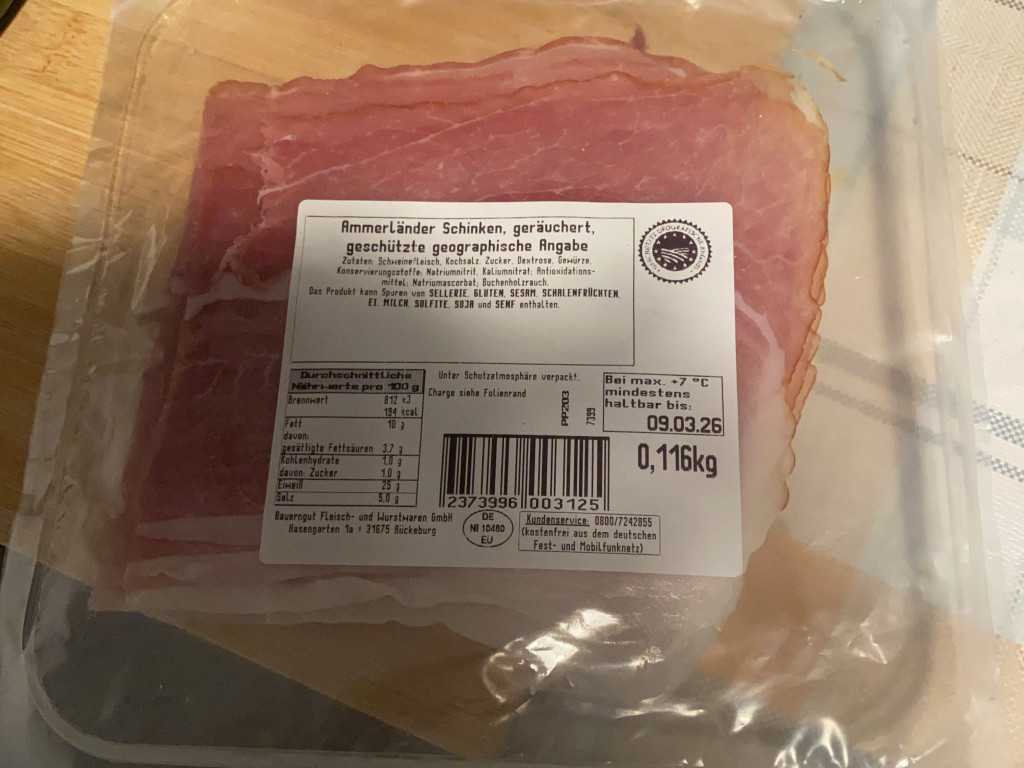 Ammerländer Schinken, geräuchert,
geschützte geographische Angabe
Zutaten: Schweinefleisch, Kochsalz, Zucker, Dextrose, Gewürze,
Konservierungsstoffe: Natriumnitrit, Kaliumnitrat; Antioxidations-
mittel: Natriumascorbat; Buchenholzrauch.
Das Produkt kann Spuren von SELLERIE, GLUTEN, SESAM, SCHALENFRÜCHTEN,
EI, MILCH, SULFITE, SOJA und SENF enthalten.
GESCHÜTZTE GEOGRAFISCHE ANGABE
Durchschnittliche
Nährwerte pro 100 g
Brennwert 812 kJ
194 kcal
Fett 10 g
davon:
gesättigte Fettsäuren 3,7 g
Kohlenhydrate 1,0 g
davon: Zucker 1,0 g
Eiweiß 25 g
Salz 5,0 g
Unter Schutzatmosphäre verpackt.
Charge siehe Folienrand
PP203
7399
Bei max. +7 °C
mindestens
haltbar bis:
09.03.26
0,116kg
2373996 003125
Bauerngut Fleisch- und Wurstwaren GmbH
Hasengarten 1a · 31675 Bückeburg
DE
NI 10480
EU
Kundenservice: 0800/7242855
(kostenfrei aus dem deutschen
Fest- und Mobilfunknetz)